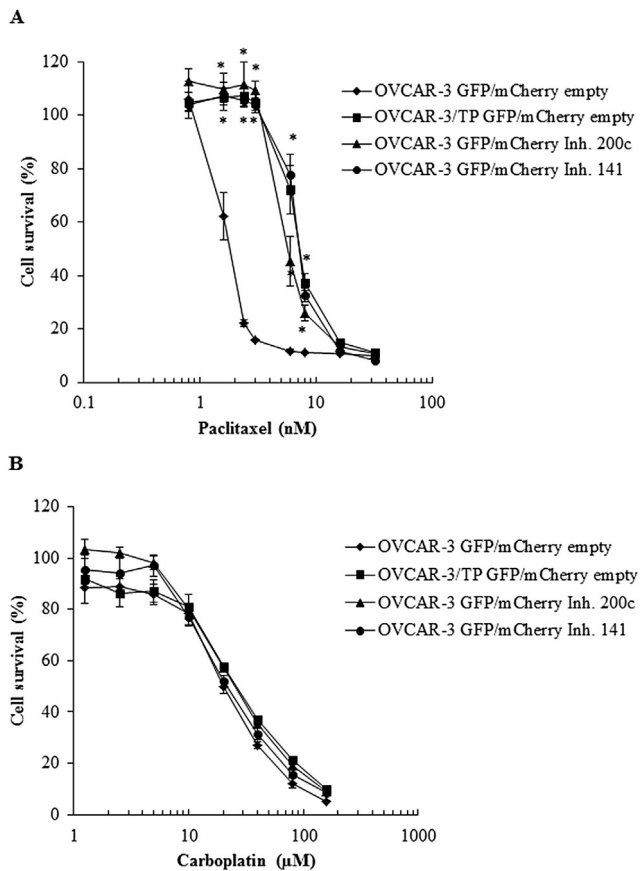 A
120
100
80
60
40
20
0
Cell survival (%)
0.1
1
10
100
Paclitaxel (nM)
* * *
* * *
*
*
*
*
OVCAR-3 GFP/mCherry empty
OVCAR-3/TP GFP/mCherry empty
OVCAR-3 GFP/mCherry Inh. 200c
OVCAR-3 GFP/mCherry Inh. 141
B
120
100
80
60
40
20
0
Cell survival (%)
1
10
100
1000
Carboplatin (µM)
OVCAR-3 GFP/mCherry empty
OVCAR-3/TP GFP/mCherry empty
OVCAR-3 GFP/mCherry Inh. 200c
OVCAR-3 GFP/mCherry Inh. 141